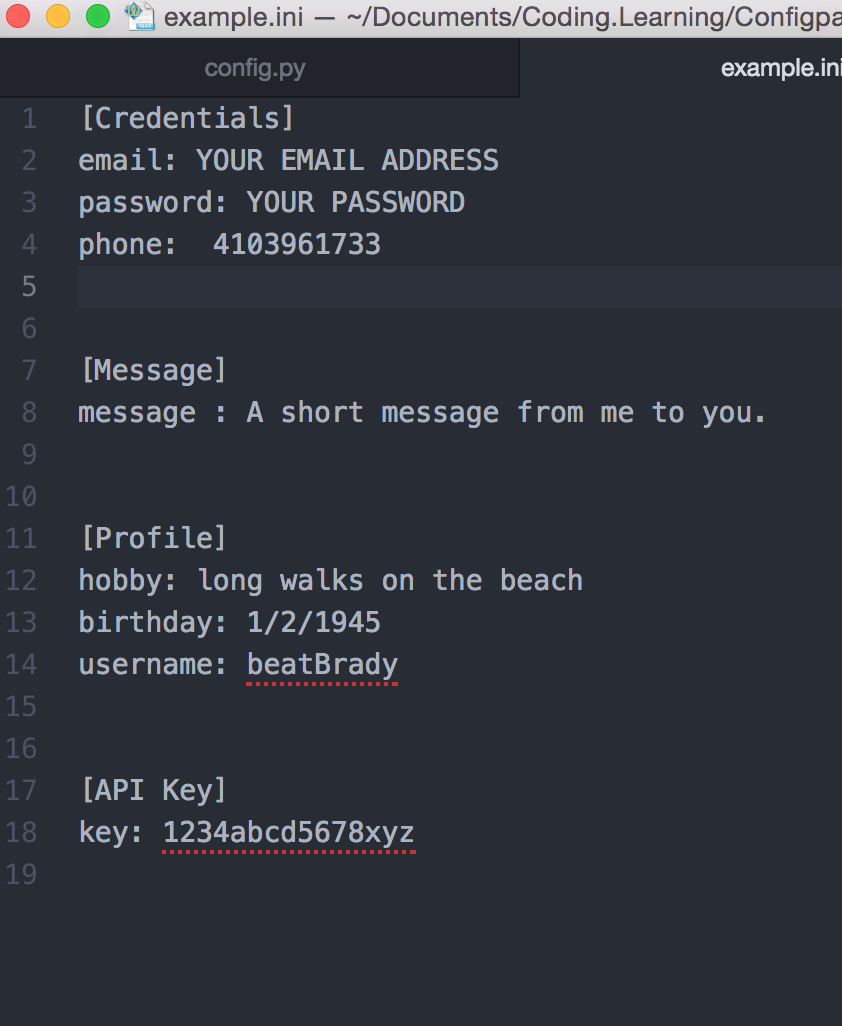 example.ini — ~/Documents/Coding.Learning/Configpa
config.py
example.ini
1 [Credentials]
2 email: YOUR EMAIL ADDRESS
3 password: YOUR PASSWORD
4 phone:  4103961733
5
6
7 [Message]
8 message : A short message from me to you.
9
10
11 [Profile]
12 hobby: long walks on the beach
13 birthday: 1/2/1945
14 username: beatBrady
15
16
17 [API Key]
18 key: 1234abcd5678xyz
19